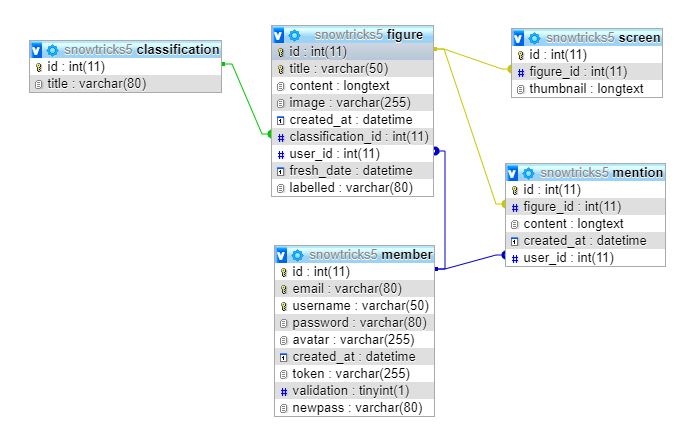 snowtricks5 classification
id : int(11)
title : varchar(80)
snowtricks5 figure
id : int(11)
title : varchar(50)
content : longtext
image : varchar(255)
created_at : datetime
classification_id : int(11)
user_id : int(11)
fresh_date : datetime
labelled : varchar(80)
snowtricks5 screen
id : int(11)
figure_id : int(11)
thumbnail : longtext
snowtricks5 mention
id : int(11)
figure_id : int(11)
content : longtext
created_at : datetime
user_id : int(11)
snowtricks5 member
id : int(11)
email : varchar(80)
username : varchar(50)
password : varchar(80)
avatar : varchar(255)
created_at : datetime
token : varchar(255)
validation : tinyint(1)
newpass : varchar(80)